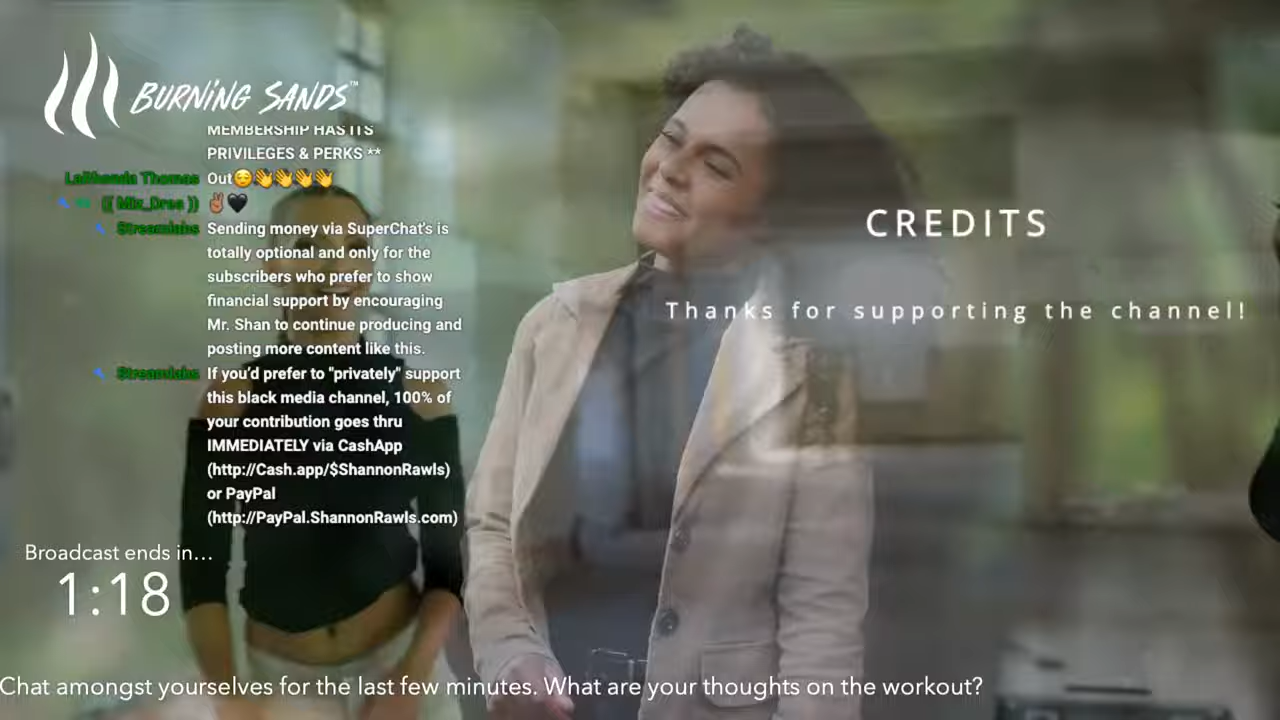 BURNING SANDS™
MEMBERSHIP HAS ITS
PRIVILEGES & PERKS **
LaRhonda Thomas Out😌👏👏👏👏
(( Miz_Drea )) ✌🏽🖤
Streamlabs Sending money via SuperChat's is
totally optional and only for the
subscribers who prefer to show
financial support by encouraging
Mr. Shan to continue producing and
posting more content like this.
Streamlabs If you'd prefer to "privately" support
this black media channel, 100% of
your contribution goes thru
IMMEDIATELY via CashApp
(http://Cash.app/$ShannonRawls)
or PayPal
(http://PayPal.ShannonRawls.com)
CREDITS
Thanks for supporting the channel!
Broadcast ends in...
1:18
Chat amongst yourselves for the last few minutes. What are your thoughts on the workout?